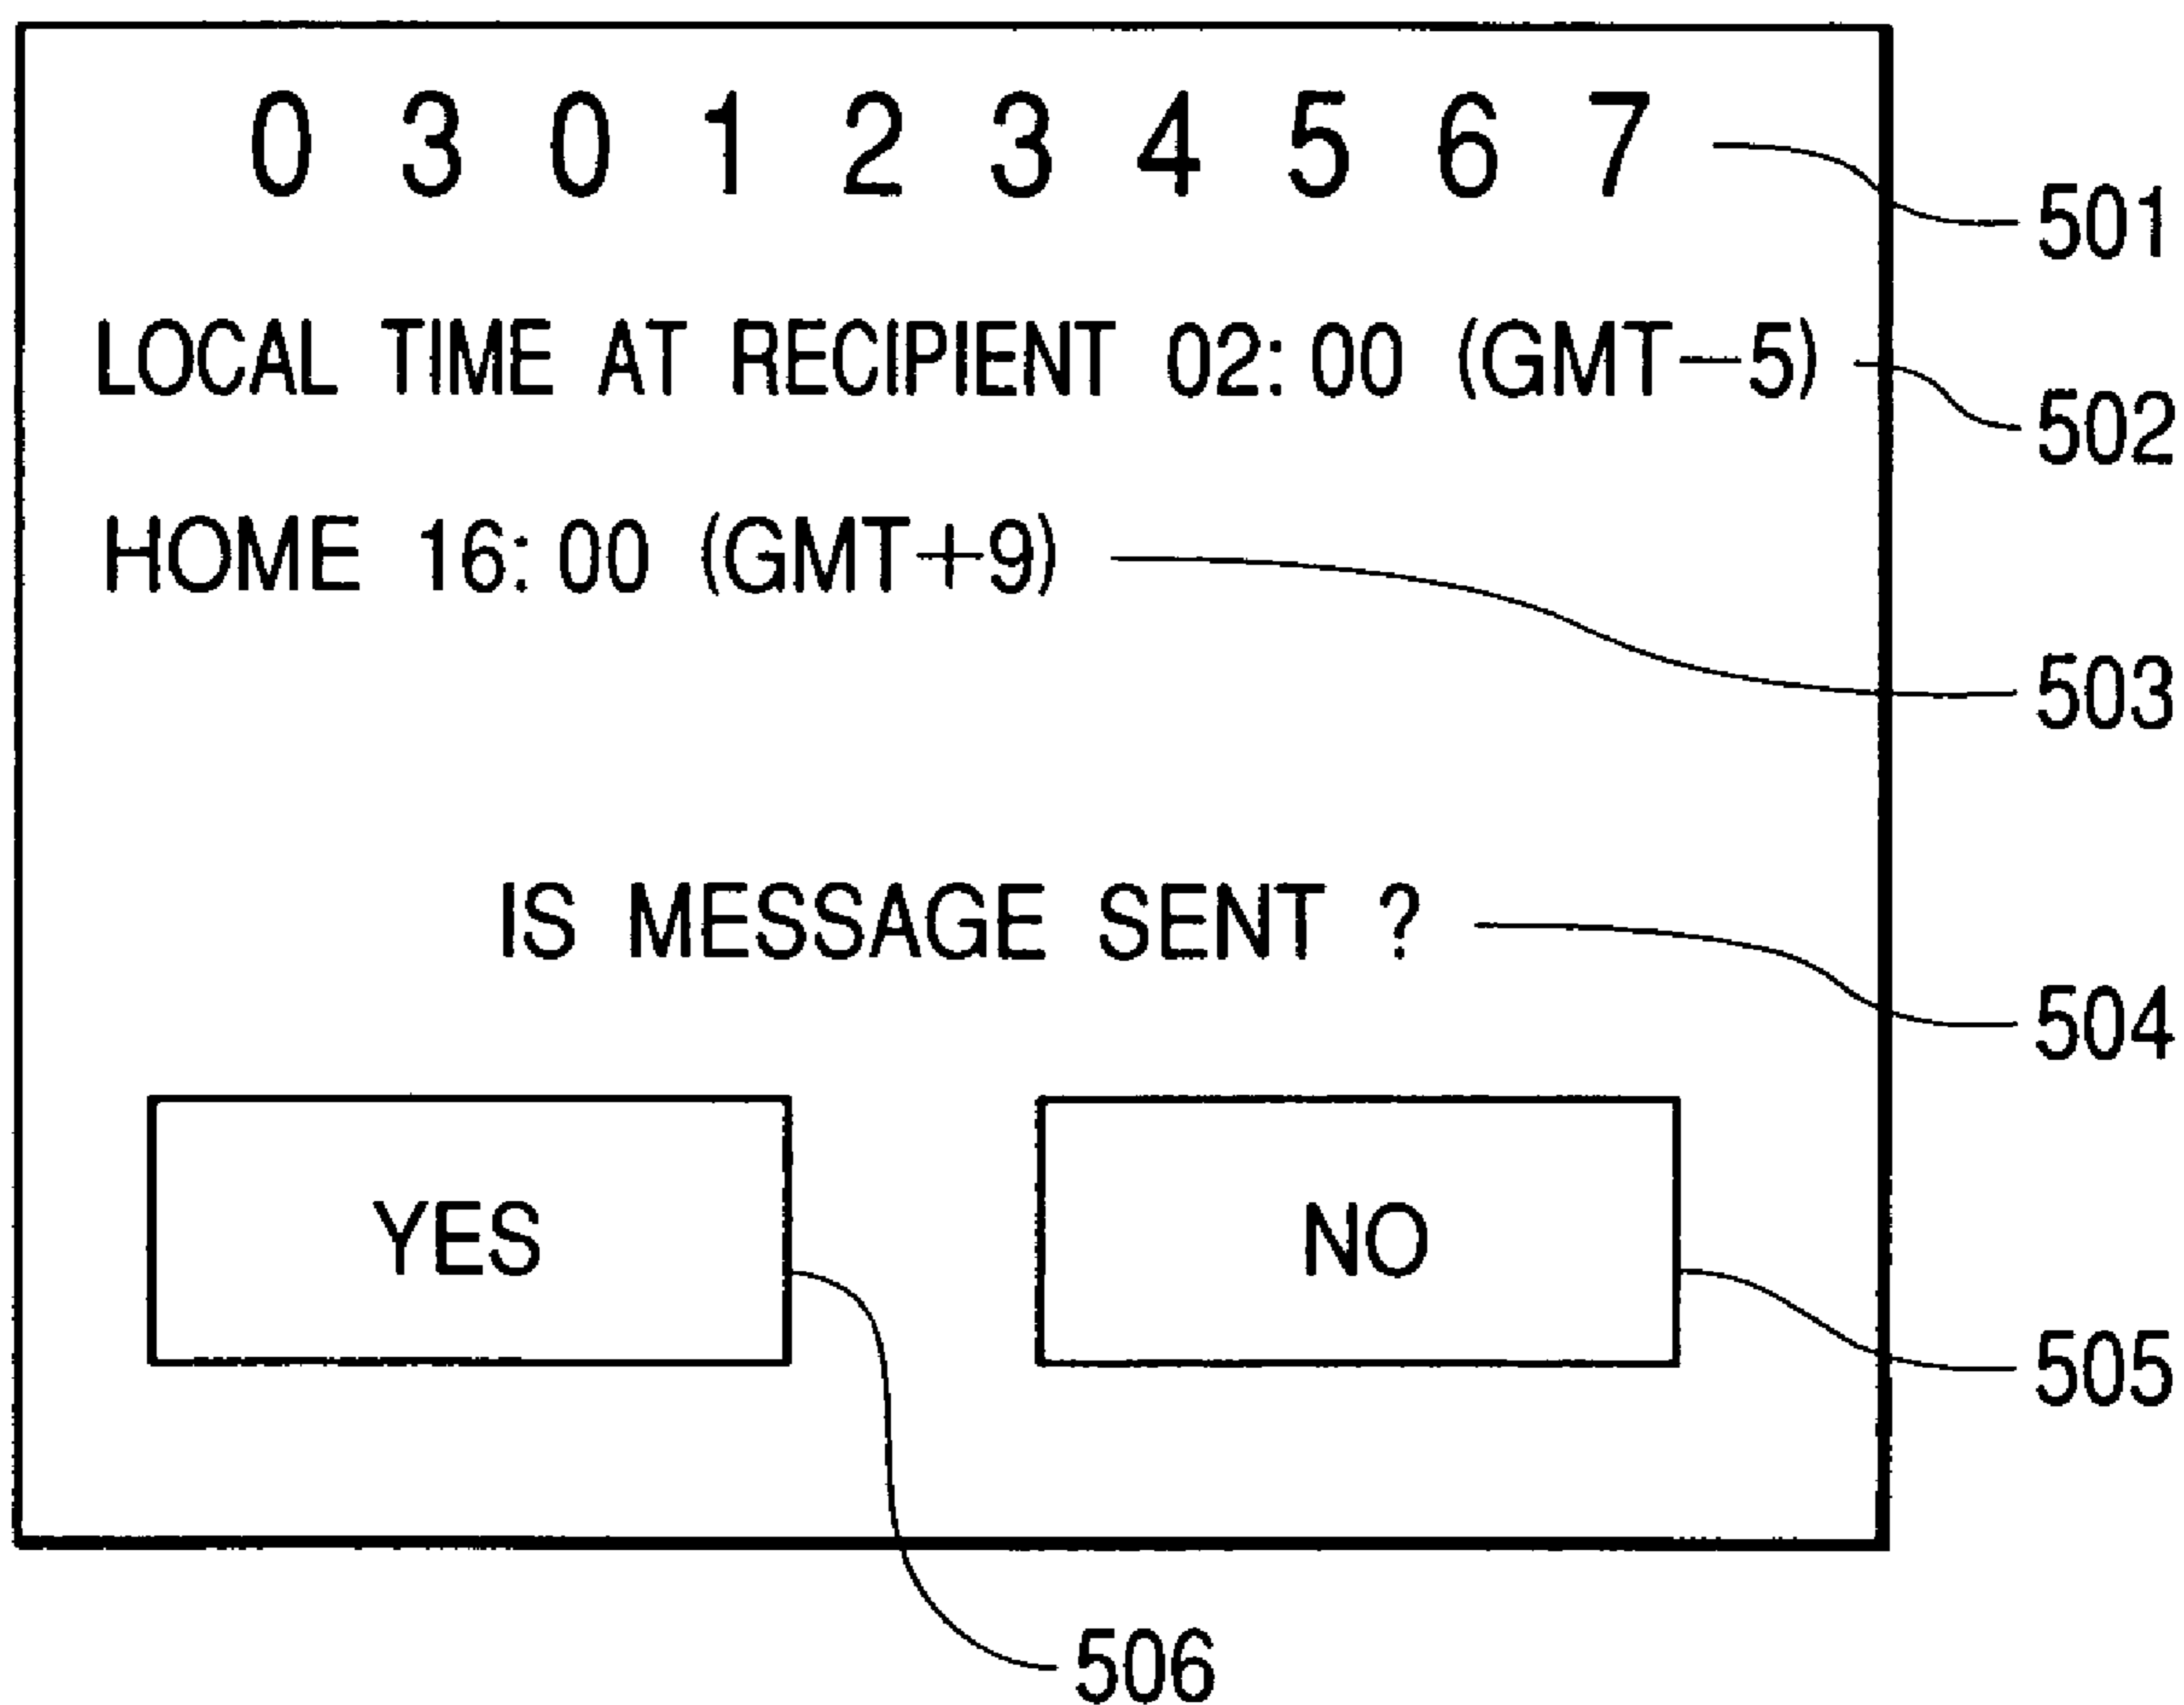 0 3 0 1 2 3 4 5 6 7
501
LOCAL TIME AT RECIPIENT 02:00 (GMT−5)
502
HOME 16:00 (GMT+9)
503
IS MESSAGE SENT ?
504
YES NO
505
506